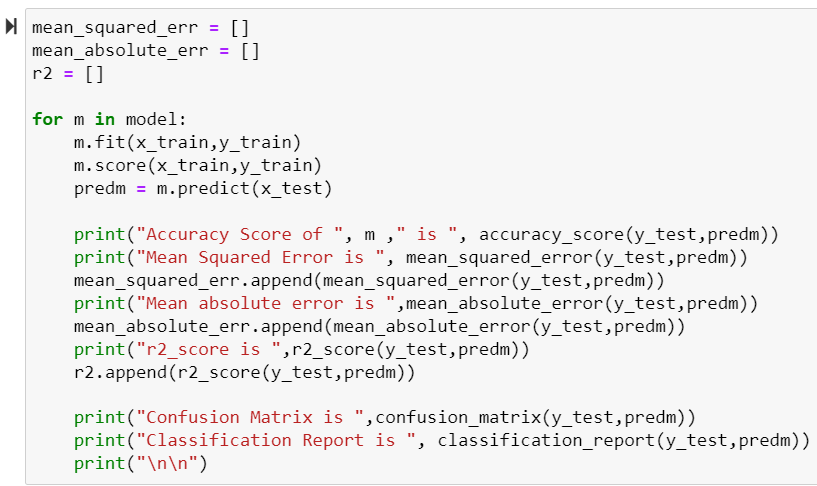 mean_squared_err = []
mean_absolute_err = []
r2 = []
for m in model:
    m.fit(x_train,y_train)
    m.score(x_train,y_train)
    predm = m.predict(x_test)
    print("Accuracy Score of ", m ," is ", accuracy_score(y_test,predm))
    print("Mean Squared Error is ", mean_squared_error(y_test,predm))
    mean_squared_err.append(mean_squared_error(y_test,predm))
    print("Mean absolute error is ",mean_absolute_error(y_test,predm))
    mean_absolute_err.append(mean_absolute_error(y_test,predm))
    print("r2_score is ",r2_score(y_test,predm))
    r2.append(r2_score(y_test,predm))
    print("Confusion Matrix is ",confusion_matrix(y_test,predm))
    print("Classification Report is ", classification_report(y_test,predm))
    print("\n\n")